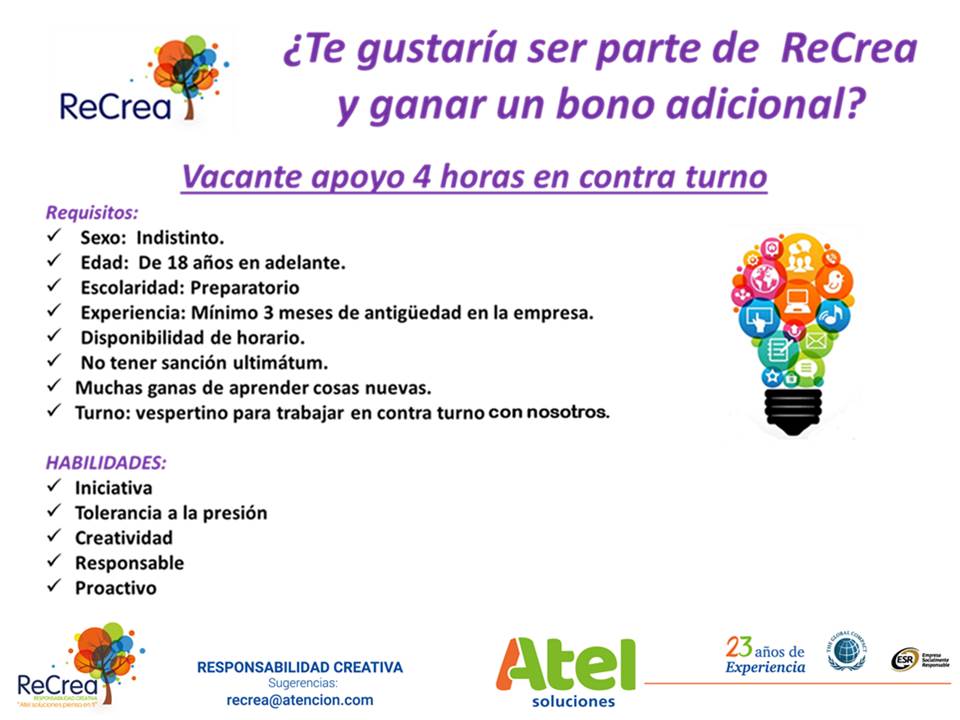 ReCrea
¿Te gustaría ser parte de ReCrea
y ganar un bono adicional?
Vacante apoyo 4 horas en contra turno
Requisitos:
✓ Sexo: Indistinto.
✓ Edad: De 18 años en adelante.
✓ Escolaridad: Preparatorio
✓ Experiencia: Mínimo 3 meses de antigüedad en la empresa.
✓ Disponibilidad de horario.
✓ No tener sanción ultimátum.
✓ Muchas ganas de aprender cosas nuevas.
✓ Turno: vespertino para trabajar en contra turno con nosotros.
HABILIDADES:
✓ Iniciativa
✓ Tolerancia a la presión
✓ Creatividad
✓ Responsable
✓ Proactivo
ReCrea
RESPONSABILIDAD CREATIVA
"Atel soluciones piensa en ti"
RESPONSABILIDAD CREATIVA
Sugerencias:
recrea@atencion.com
Atel
soluciones
23 años de
Experiencia
THE GLOBAL COMPACT
ESR
Empresa
Socialmente
Responsable